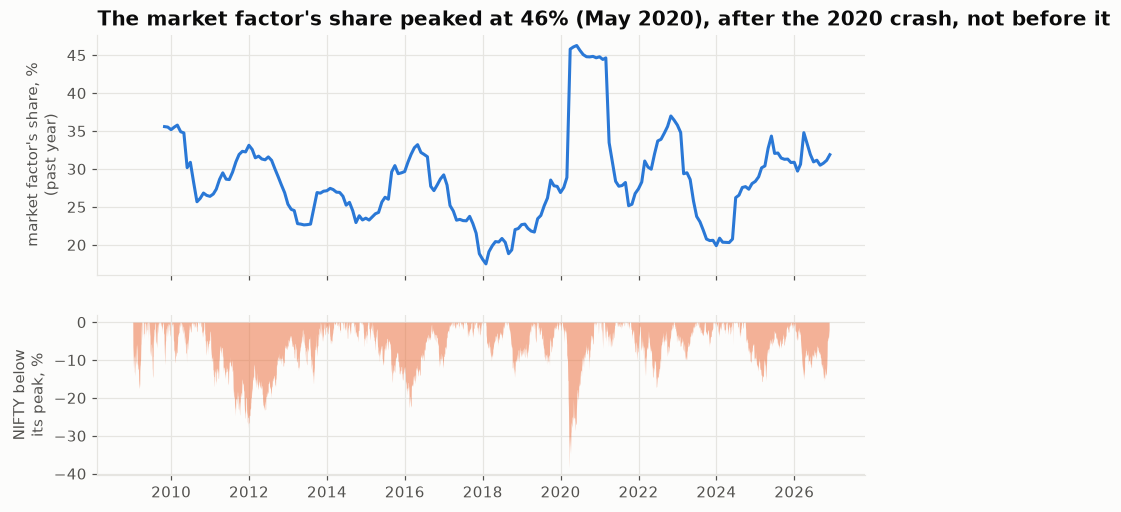 The market factor's share peaked at 46% (May 2020), after the 2020 crash, not before it
market factor's share, %
(past year)
45
40
35
30
25
20
NIFTY below
its peak, %
0
−10
−20
−30
−40
2010 2012 2014 2016 2018 2020 2022 2024 2026